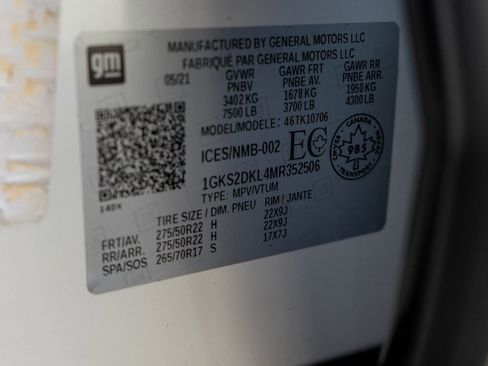 gm
MANUFACTURED BY GENERAL MOTORS LLC
FABRIQUÉ PAR GENERAL MOTORS LLC
05/21 GVWR GAWR FRT GAWR RR
PNBV PNBE AV. PNBE ARR.
3402 KG 1678 KG 1950 KG
7500 LB 3700 LB 4300 LB
MODEL/MODELE: 46TK10706
ICES/NMB-002 EC
CANADA
985
1GKS2DKL4MR352506
140X
TYPE: MPV/VTUM
TIRE SIZE / DIM. PNEU RIM / JANTE
FRT/AV. 275/50R22 H 22X9J
RR/ARR. 275/50R22 H 22X9J
SPA/SOS 265/70R17 S 17X7J